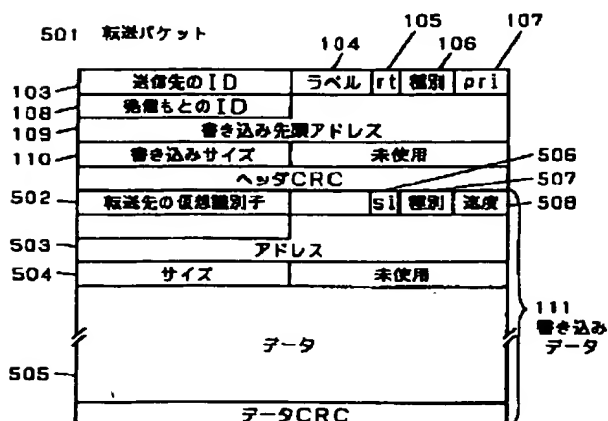 501 転送パケット
104
105
106
107
103
送信先のID
ラベル
rt
種別
pri
108
発信もとのID
109
書き込み先頭アドレス
110
書き込みサイズ
未使用
ヘッダCRC
506
507
502
転送先の仮想識別子
sl
種別
速度
508
503
アドレス
504
サイズ
未使用
111
書き込み
データ
データ
505
データCRC